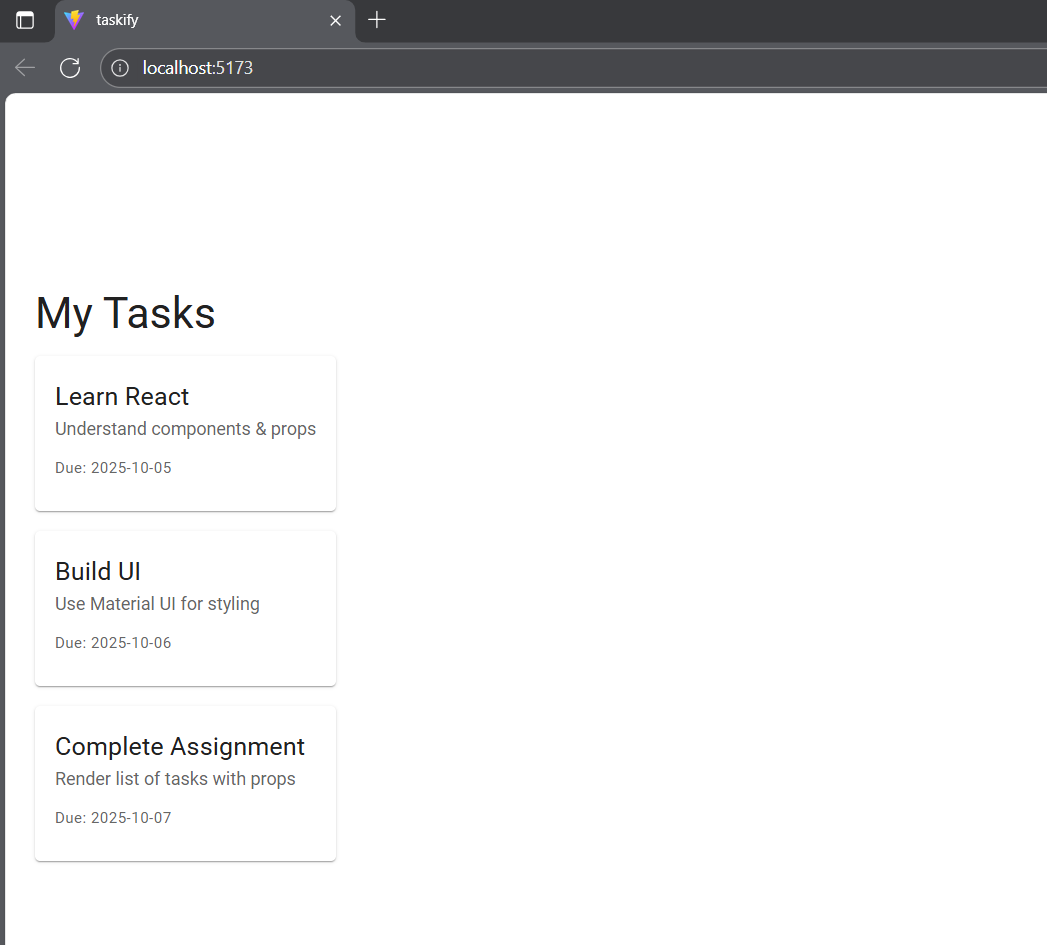 taskify
localhost:5173
My Tasks
Learn React
Understand components & props
Due: 2025-10-05
Build UI
Use Material UI for styling
Due: 2025-10-06
Complete Assignment
Render list of tasks with props
Due: 2025-10-07